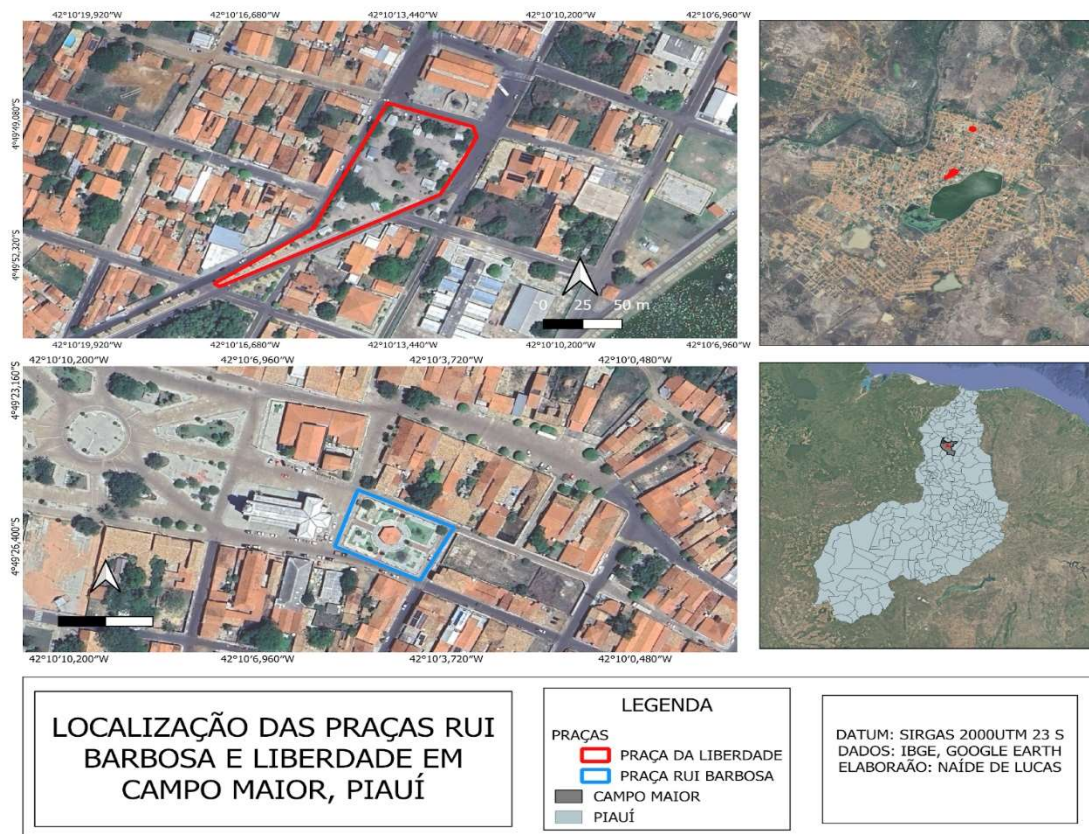 42°10'19,920"W 42°10'16,680"W 42°10'13,440"W 42°10'10,200"W 42°10'6,960"W
4°49'49,080"S
4°49'52,320"S
0 25 50 m
42°10'19,920"W 42°10'16,680"W 42°10'13,440"W 42°10'10,200"W 42°10'6,960"W
42°10'10,200"W 42°10'6,960"W 42°10'3,720"W 42°10'0,480"W
4°49'23,160"S
4°49'26,400"S
42°10'10,200"W 42°10'6,960"W 42°10'3,720"W 42°10'0,480"W
LOCALIZAÇÃO DAS PRAÇAS RUI
BARBOSA E LIBERDADE EM
CAMPO MAIOR, PIAUÍ
LEGENDA
PRAÇAS
PRAÇA DA LIBERDADE
PRAÇA RUI BARBOSA
CAMPO MAIOR
PIAUÍ
DATUM: SIRGAS 2000UTM 23 S
DADOS: IBGE, GOOGLE EARTH
ELABORAÃO: NAÍDE DE LUCAS